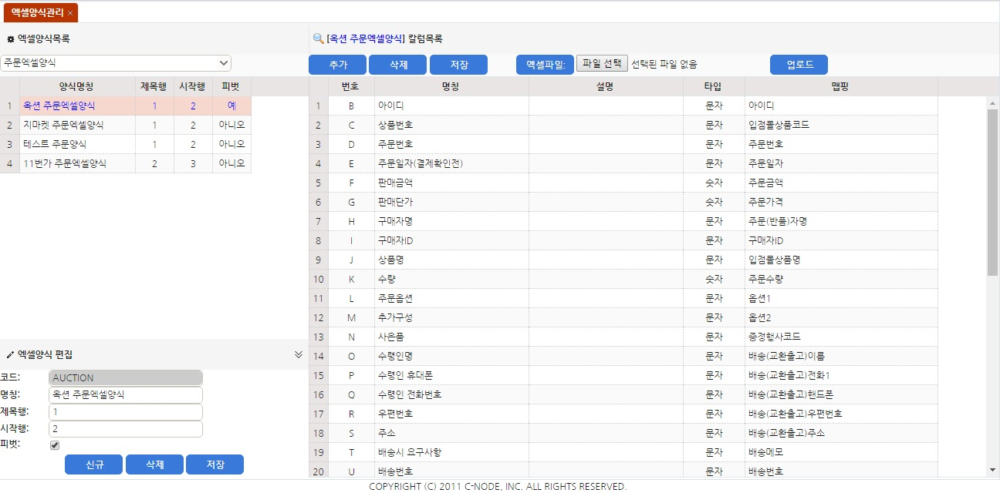 엑셀양식관리 ×
엑셀양식목록
주문엑셀양식
양식명칭 제목행 시작행 피벗
1 옥션 주문엑셀양식 1 2 예
2 지마켓 주문엑셀양식 1 2 아니오
3 테스트 주문양식 1 2 아니오
4 11번가 주문엑셀양식 2 3 아니오
엑셀양식 편집
코드: AUCTION
명칭: 옥션 주문엑셀양식
제목행: 1
시작행: 2
피벗:
신규 삭제 저장
[옥션 주문엑셀양식] 칼럼목록
추가 삭제 저장 엑셀파일: 파일 선택 선택된 파일 없음 업로드
번호 명칭 설명 타입 맵핑
1 B 아이디 문자 아이디
2 C 상품번호 문자 입점몰상품코드
3 D 주문번호 문자 주문번호
4 E 주문일자(결제확인전) 문자 주문일자
5 F 판매금액 숫자 주문금액
6 G 판매단가 숫자 주문가격
7 H 구매자명 문자 주문(반품)자명
8 I 구매자ID 문자 구매자ID
9 J 상품명 문자 입점몰상품명
10 K 수량 숫자 주문수량
11 L 주문옵션 문자 옵션1
12 M 추가구성 문자 옵션2
13 N 사은품 문자 증정행사코드
14 O 수령인명 문자 배송(교환출고)이름
15 P 수령인 휴대폰 문자 배송(교환출고)전화1
16 Q 수령인 전화번호 문자 배송(교환출고)핸드폰
17 R 우편번호 문자 배송(교환출고)우편번호
18 S 주소 문자 배송(교환출고)주소
19 T 배송시 요구사항 문자 배송메모
20 U 배송번호 문자 배송번호
COPYRIGHT (C) 2011 C-NODE, INC. ALL RIGHTS RESERVED.